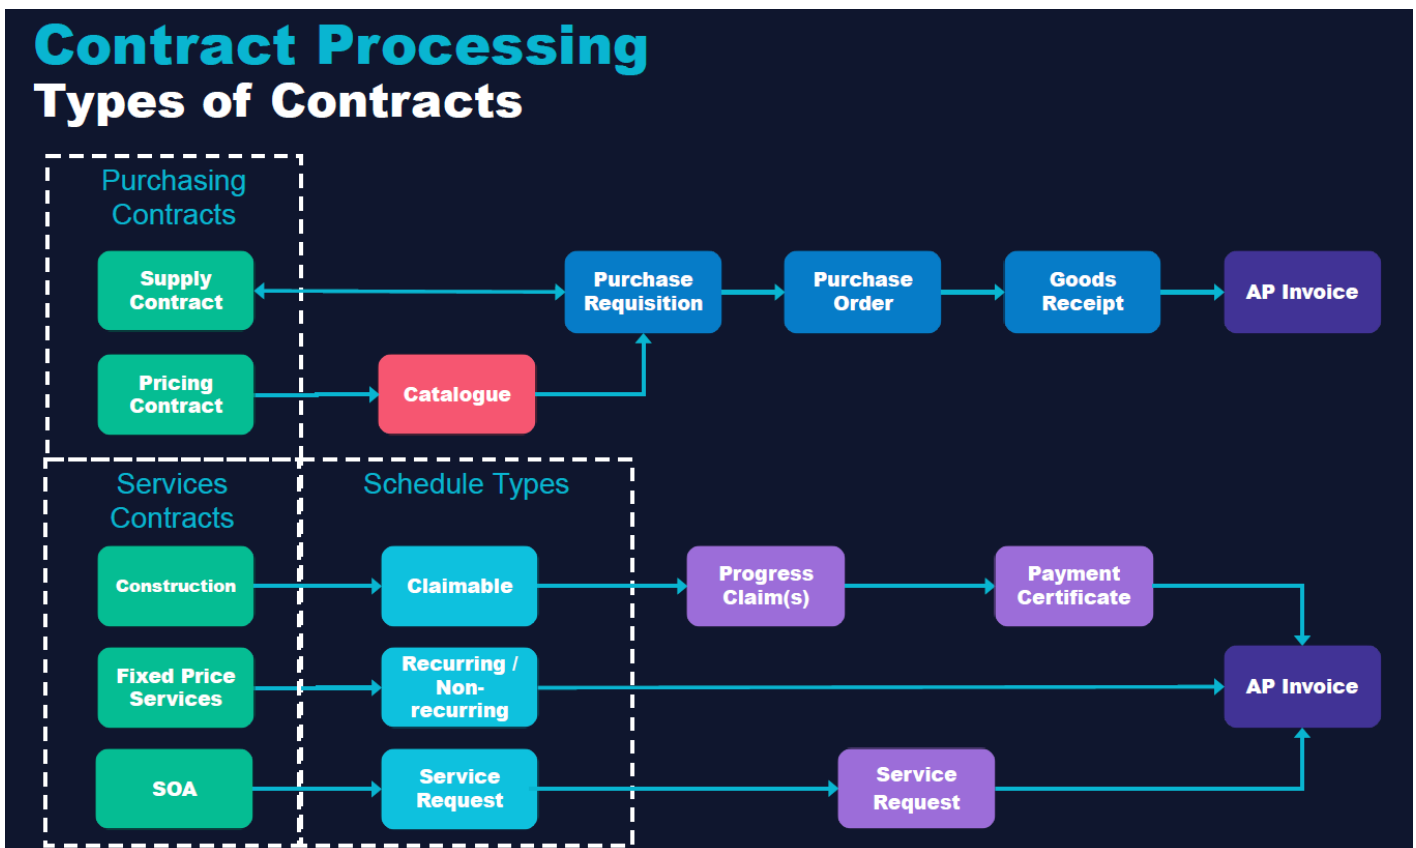 Contract Processing
Types of Contracts
Purchasing
Contracts
Supply
Contract
Purchase
Requisition
Purchase
Order
Goods
Receipt
AP Invoice
Pricing
Contract
Catalogue
Services
Contracts
Schedule Types
Construction
Claimable
Progress
Claim(s)
Payment
Certificate
Fixed Price
Services
Recurring /
Non-
recurring
AP Invoice
SOA
Service
Request
Service
Request